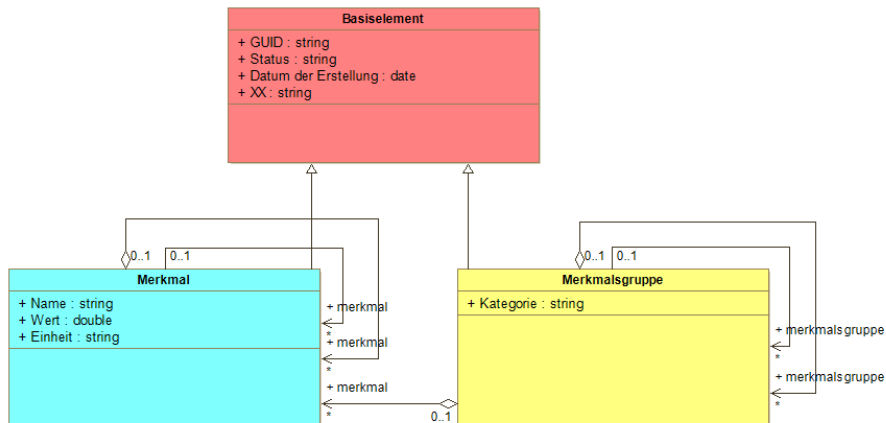 Basiselement
+ GUID : string
+ Status : string
+ Datum der Erstellung : date
+ XX : string
0..1
0..1
0..1
0..1
Merkmal
+ Name : string
+ Wert : double
+ Einheit : string
+ merkmal
*
+ merkmal
*
+ merkmal
*
0..1
Merkmalsgruppe
+ Kategorie : string
+ merkmalsgruppe
*
+ merkmalsgruppe
*